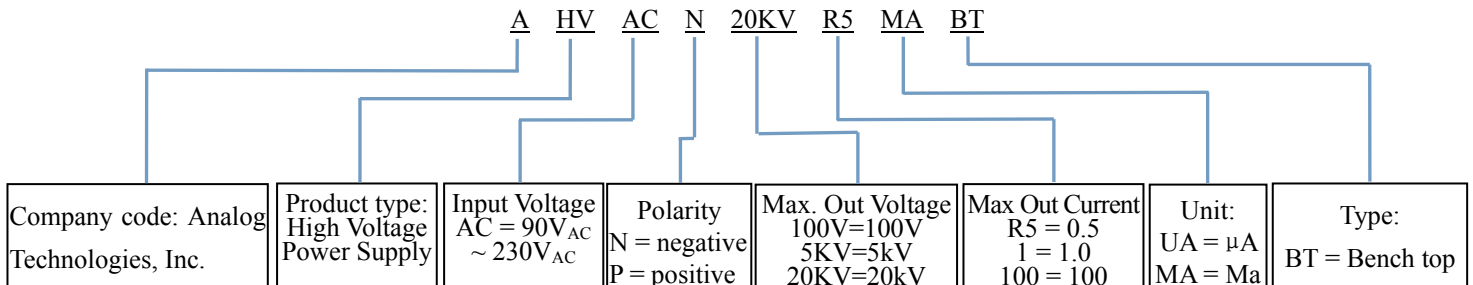 A HV AC N 20KV R5 MA BT
Company code: Analog
Technologies, Inc.
Product type:
High Voltage
Power Supply
Input Voltage
AC = 90VAC
~ 230VAC
Polarity
N = negative
P = positive
Max. Out Voltage
100V=100V
5KV=5kV
20KV=20kV
Max Out Current
R5 = 0.5
1 = 1.0
100 = 100
Unit:
UA = μA
MA = Ma
Type:
BT = Bench top